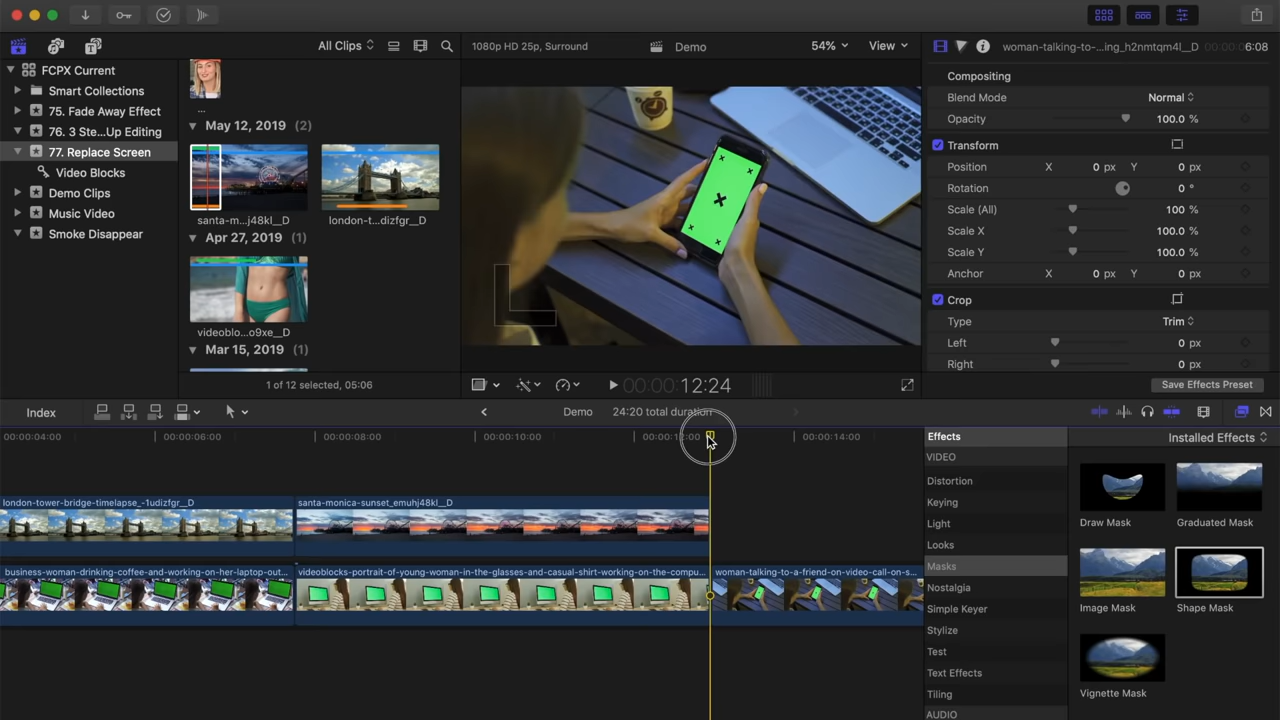 All Clips
1080p HD 25p, Surround
Demo
54%
View
woman-talking-to-...ing_h2nmtqm4l__D
00:00:06:08
FCPX Current
Smart Collections
75. Fade Away Effect
76. 3 Ste...Up Editing
77. Replace Screen
Video Blocks
Demo Clips
Music Video
Smoke Disappear
...
May 12, 2019 (2)
santa-m...j48kl__D
london-t...dizfgr__D
Apr 27, 2019 (1)
videoblo...o9xe__D
Mar 15, 2019 (1)
1 of 12 selected, 05:06
00:00:12:24
Compositing
Blend Mode
Normal
Opacity
100.0 %
Transform
Position
X
0 px
Y
0 px
Rotation
0 °
Scale (All)
100 %
Scale X
100.0 %
Scale Y
100.0 %
Anchor
X
0 px
Y
0 px
Crop
Type
Trim
Left
0 px
Right
0 px
Save Effects Preset
Index
Demo
24:20 total duration
00:00:04:00
00:00:06:00
00:00:08:00
00:00:10:00
00:00:12:00
00:00:14:00
london-tower-bridge-timelapse_-1udizfgr__D
santa-monica-sunset_emuhj48kl__D
business-woman-drinking-coffee-and-working-on-her-laptop-out...
videoblocks-portrait-of-young-woman-in-the-glasses-and-casual-shirt-working-on-the-compu...
woman-talking-to-a-friend-on-video-call-on-s...
Effects
Installed Effects
VIDEO
Distortion
Keying
Light
Looks
Masks
Nostalgia
Simple Keyer
Stylize
Test
Text Effects
Tiling
AUDIO
Draw Mask
Graduated Mask
Image Mask
Shape Mask
Vignette Mask